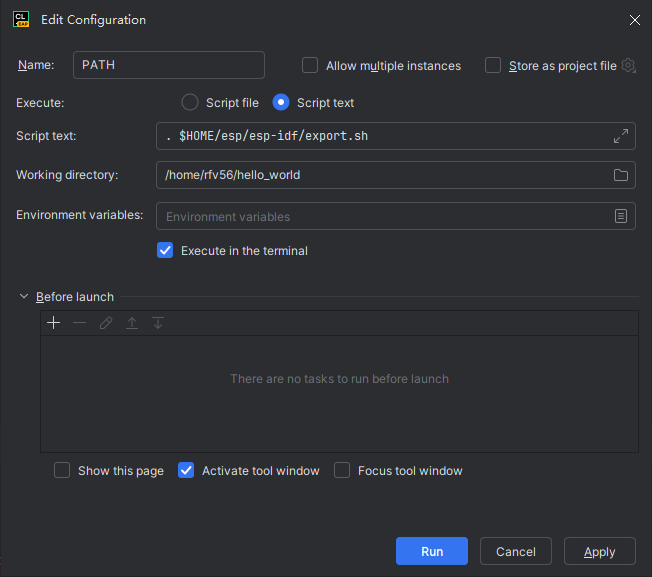 CL
EAP
Edit Configuration
Name: PATH Allow multiple instances Store as project file
Execute: Script file Script text
Script text: . $HOME/esp/esp-idf/export.sh
Working directory: /home/rfv56/hello_world
Environment variables: Environment variables
Execute in the terminal
Before launch
There are no tasks to run before launch
Show this page Activate tool window Focus tool window
Run Cancel Apply